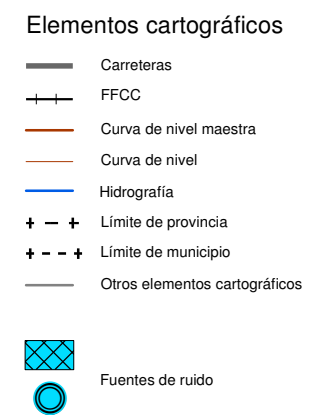 Elementos cartográficos
Carreteras
FFCC
Curva de nivel maestra
Curva de nivel
Hidrografía
Límite de provincia
Límite de municipio
Otros elementos cartográficos
Fuentes de ruido